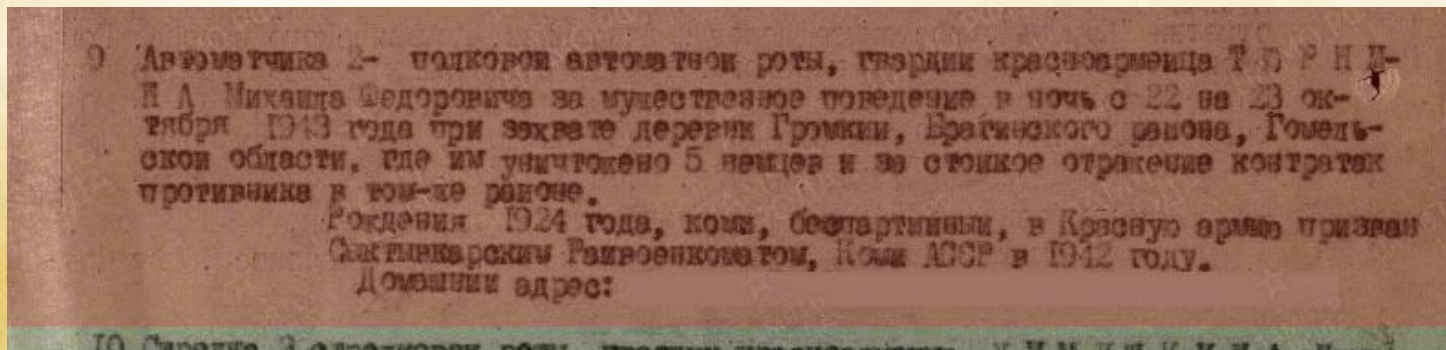 9 Автоматчика 2- полковой автоматной роты, гвардии красноармейца Т Ю Р Н И-
Н А Михаила Федоровича за мужественное поведение в ночь с 22 на 23 ок-
тября 1943 года при захвате деревни Громкии, Брагинского района, Гомель-
ской области, где им уничтожено 5 немцев и за стойкое отражение контратак
противника в том-же районе.
Рождения 1924 года, коми, беспартийный, в Красную армию призван
Сыктывкарским Райвоенкоматом, Коми АССР в 1942 году.
Домашний адрес:
10 роты,